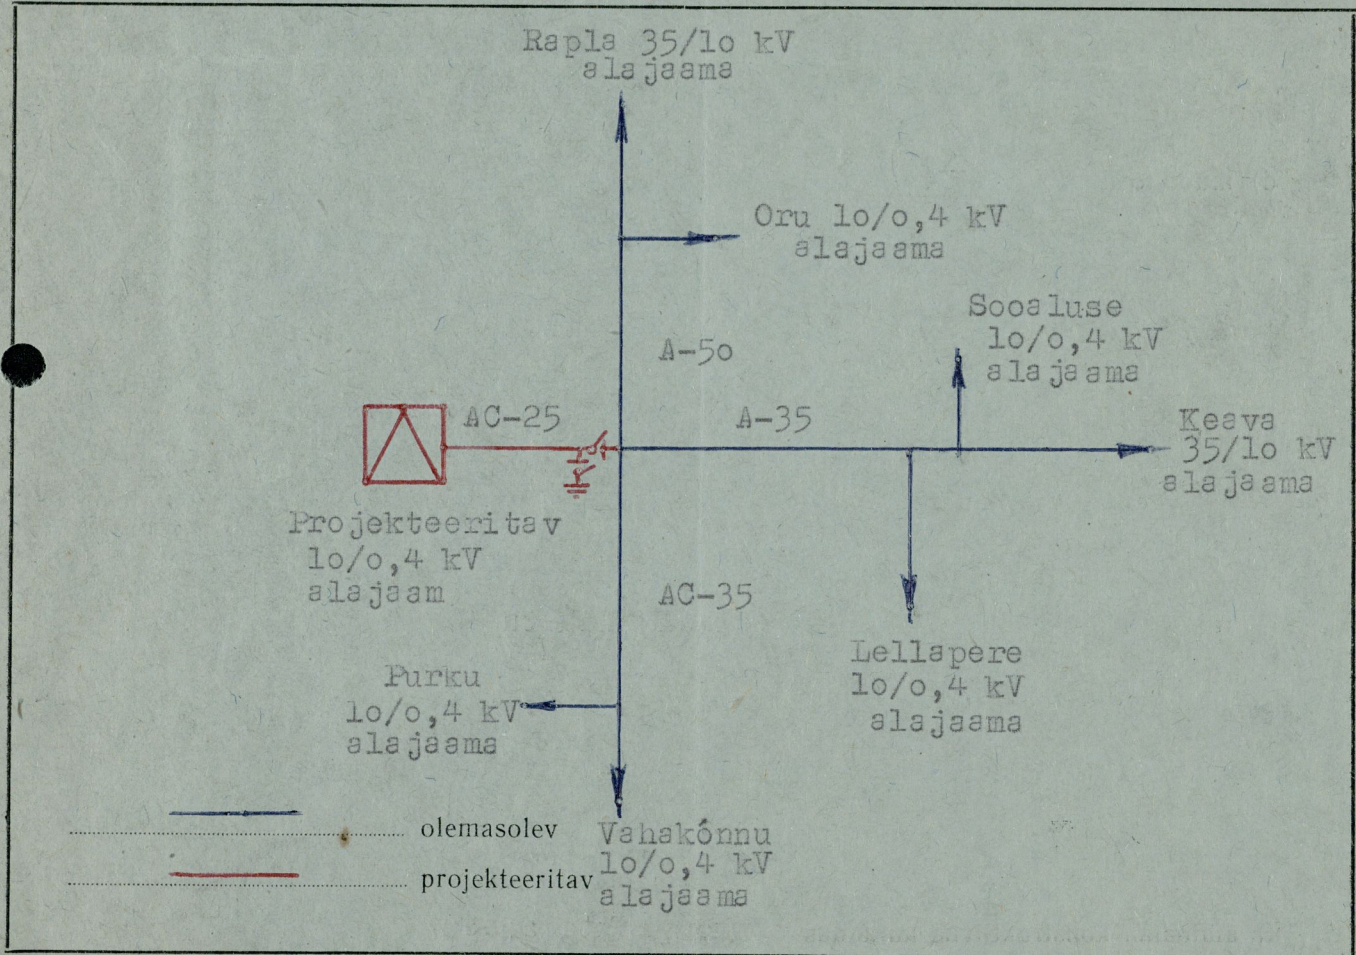 Rapla 35/lo kV
alajaama
Oru lo/o,4 kV
alajaama
Sooaluse
lo/o,4 kV
alajaama
A-5o
AC-25
A-35
Keava
35/lo kV
alajaama
Projekteeritav
lo/o,4 kV
alajaam
AC-35
Lellapere
lo/o,4 kV
alajaama
Purku
lo/o,4 kV
alajaama
olemasolev
projekteeritav
Vahakõnnu
lo/o,4 kV
alajaama